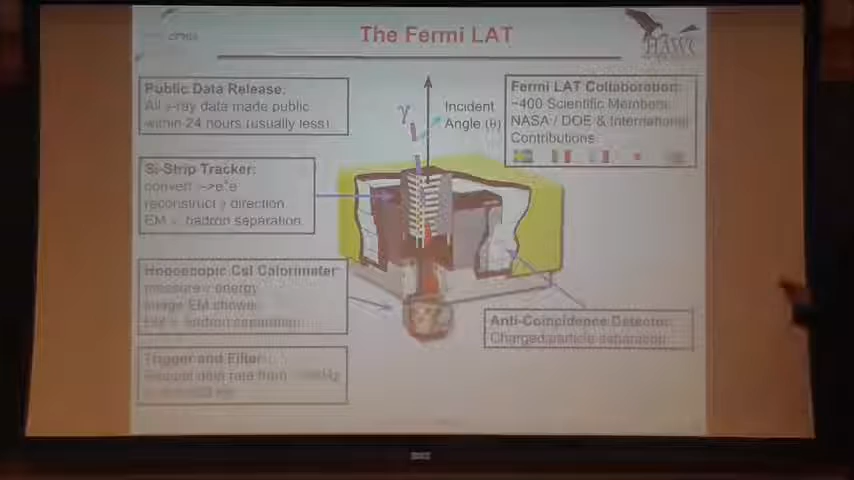 The Fermi LAT
HAWC
Public Data Release:
All γ-ray data made public
within 24 hours (usually less)
Fermi LAT Collaboration:
~400 Scientific Members,
NASA / DOE & International
Contributions
γ
Incident
Angle (θ)
Si-Strip Tracker:
convert γ->e⁺e⁻
reconstruct γ direction
EM v. hadron separation
Hodoscopic CsI Calorimeter
measure γ energy
image EM shower
EM v. hadron separation
Anti-Coincidence Detector:
Charged particle separation
Trigger and Filter:
Reduce data rate from